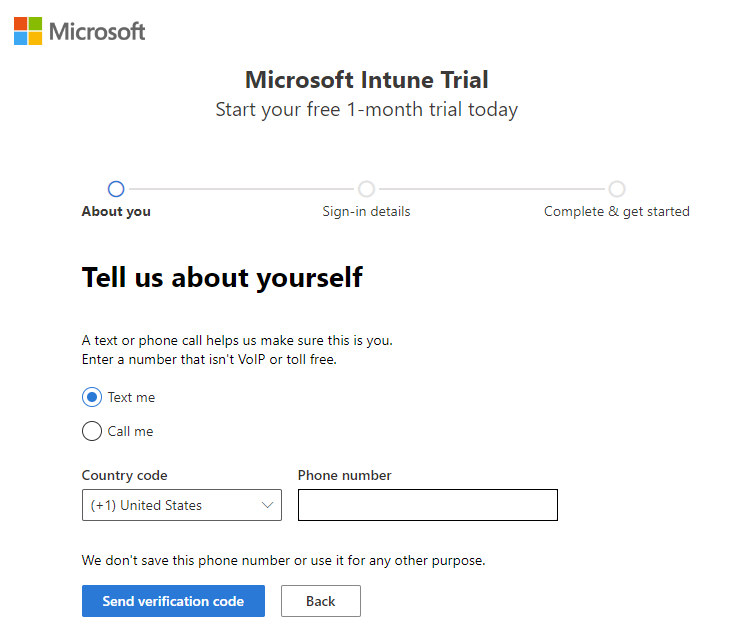 Microsoft
Microsoft Intune Trial
Start your free 1-month trial today
About you
Sign-in details
Complete & get started
Tell us about yourself
A text or phone call helps us make sure this is you.
Enter a number that isn't VoIP or toll free.
Text me
Call me
Country code
Phone number
(+1) United States
We don't save this phone number or use it for any other purpose.
Send verification code
Back